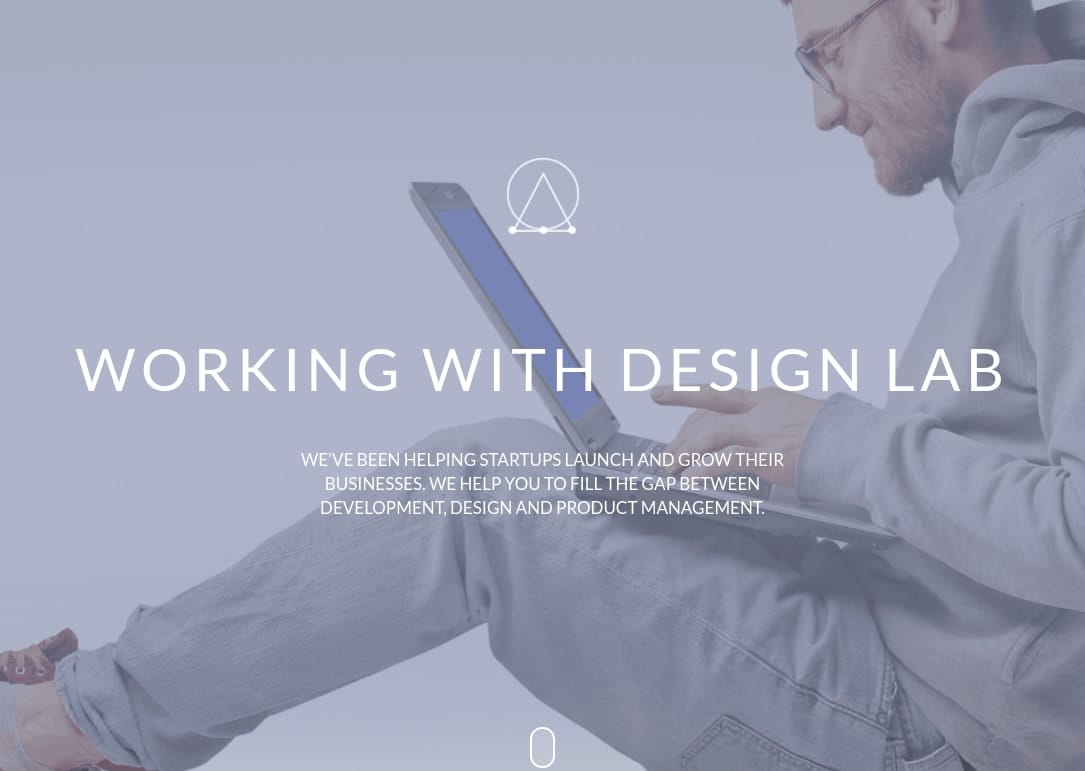 WORKING WITH DESIGN LAB
WE'VE BEEN HELPING STARTUPS LAUNCH AND GROW THEIR
BUSINESSES. WE HELP YOU TO FILL THE GAP BETWEEN
DEVELOPMENT, DESIGN AND PRODUCT MANAGEMENT.